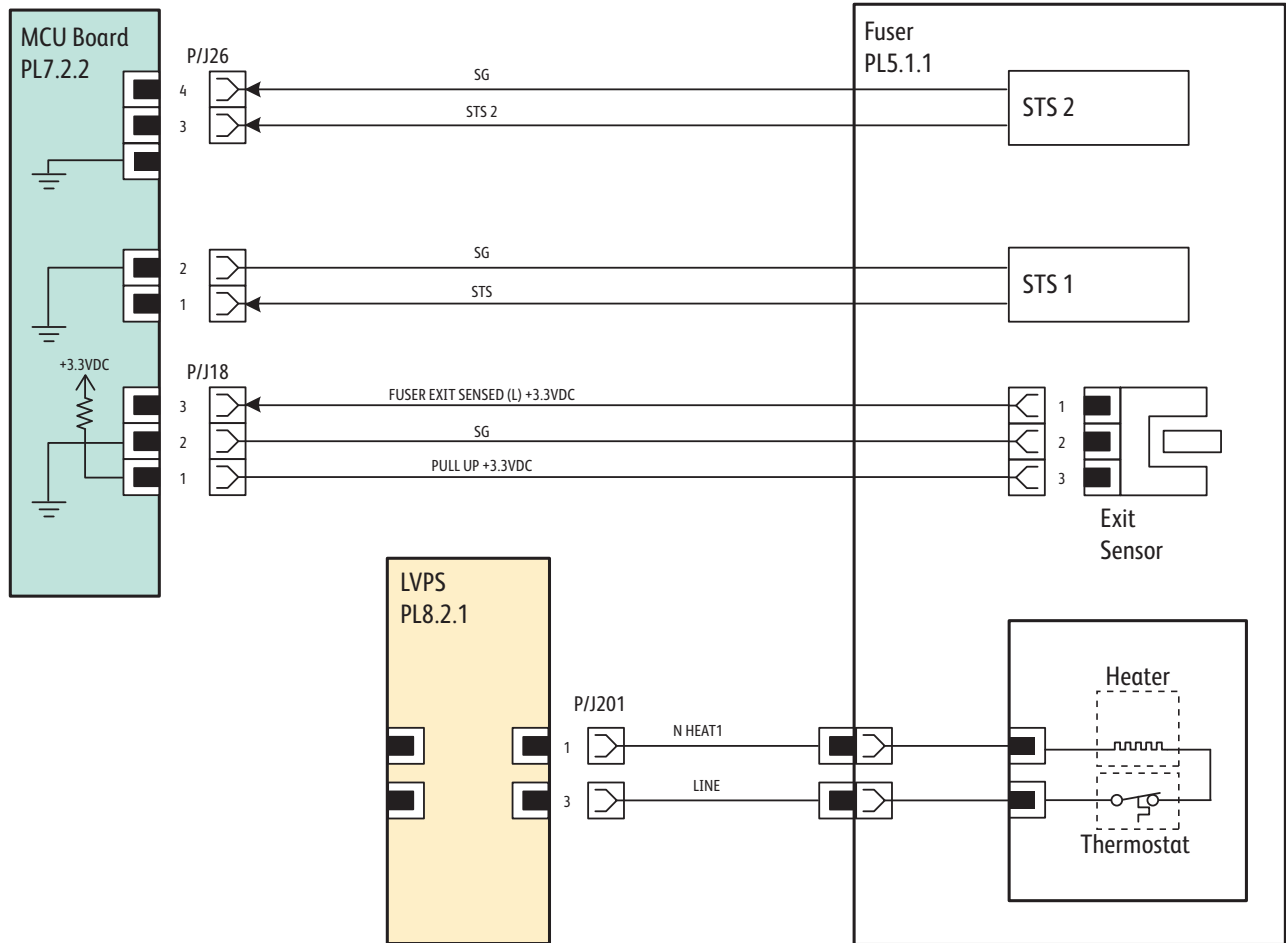 MCU Board
PL7.2.2
P/J26
4
SG
3
STS 2
Fuser
PL5.1.1
STS 2
2
SG
1
STS
STS 1
+3.3VDC
P/J18
3
FUSER EXIT SENSED (L) +3.3VDC
1
2
SG
2
1
PULL UP +3.3VDC
3
Exit
Sensor
LVPS
PL8.2.1
P/J201
1
N HEAT1
3
LINE
Heater
Thermostat